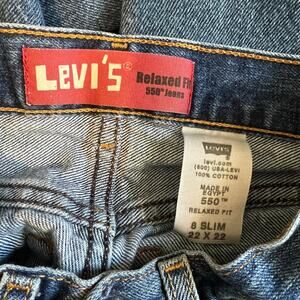 Levi's® Relaxed Fit
550™ Jeans
Levi's
levi.com
(800) USA-LEVI
100% COTTON
MADE IN
EGYPT
550™
RELAXED FIT
8 SLIM
22 X 22